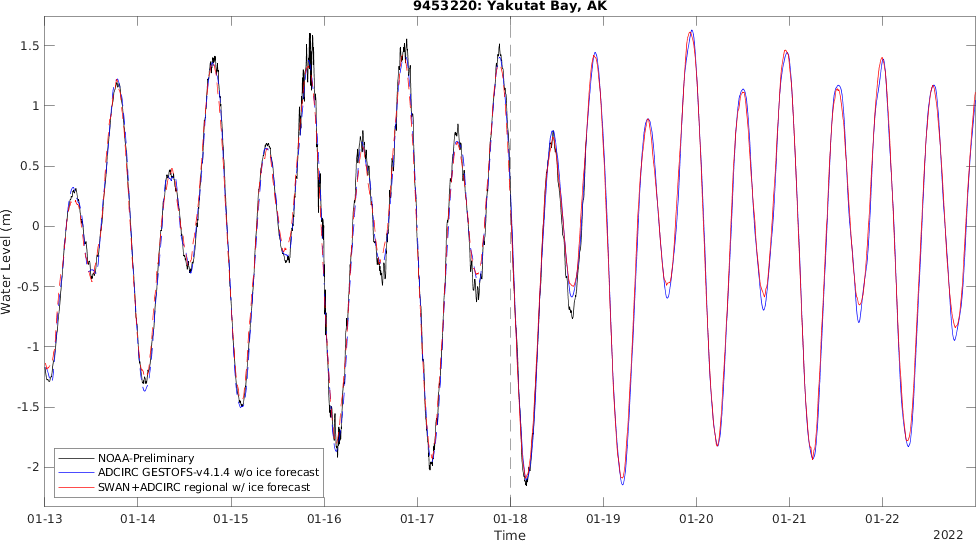 9453220: Yakutat Bay, AK
Water Level (m)
1.5
1
0.5
0
-0.5
-1
-1.5
-2
NOAA-Preliminary
ADCIRC GESTOFS-v4.1.4 w/o ice forecast
SWAN+ADCIRC regional w/ ice forecast
01-13 01-14 01-15 01-16 01-17 01-18 01-19 01-20 01-21 01-22
Time
2022